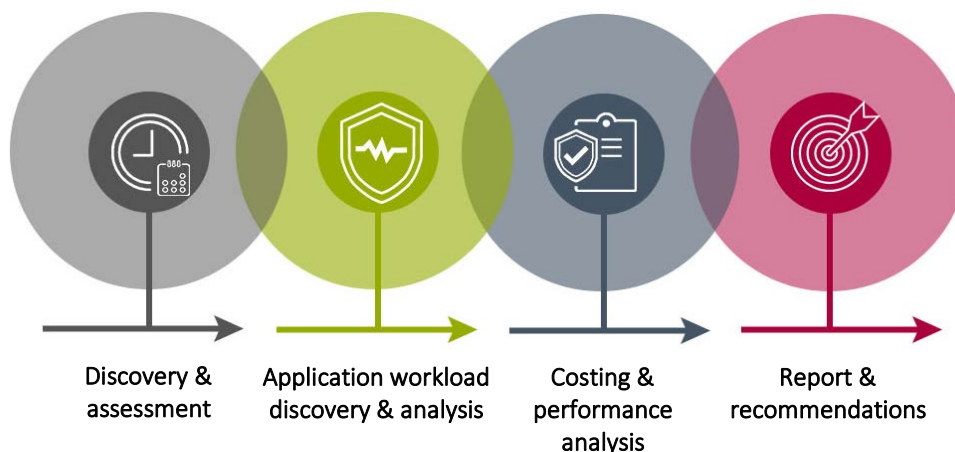 Discovery &
assessment
Application workload
discovery & analysis
Costing &
performance
analysis
Report &
recommendations